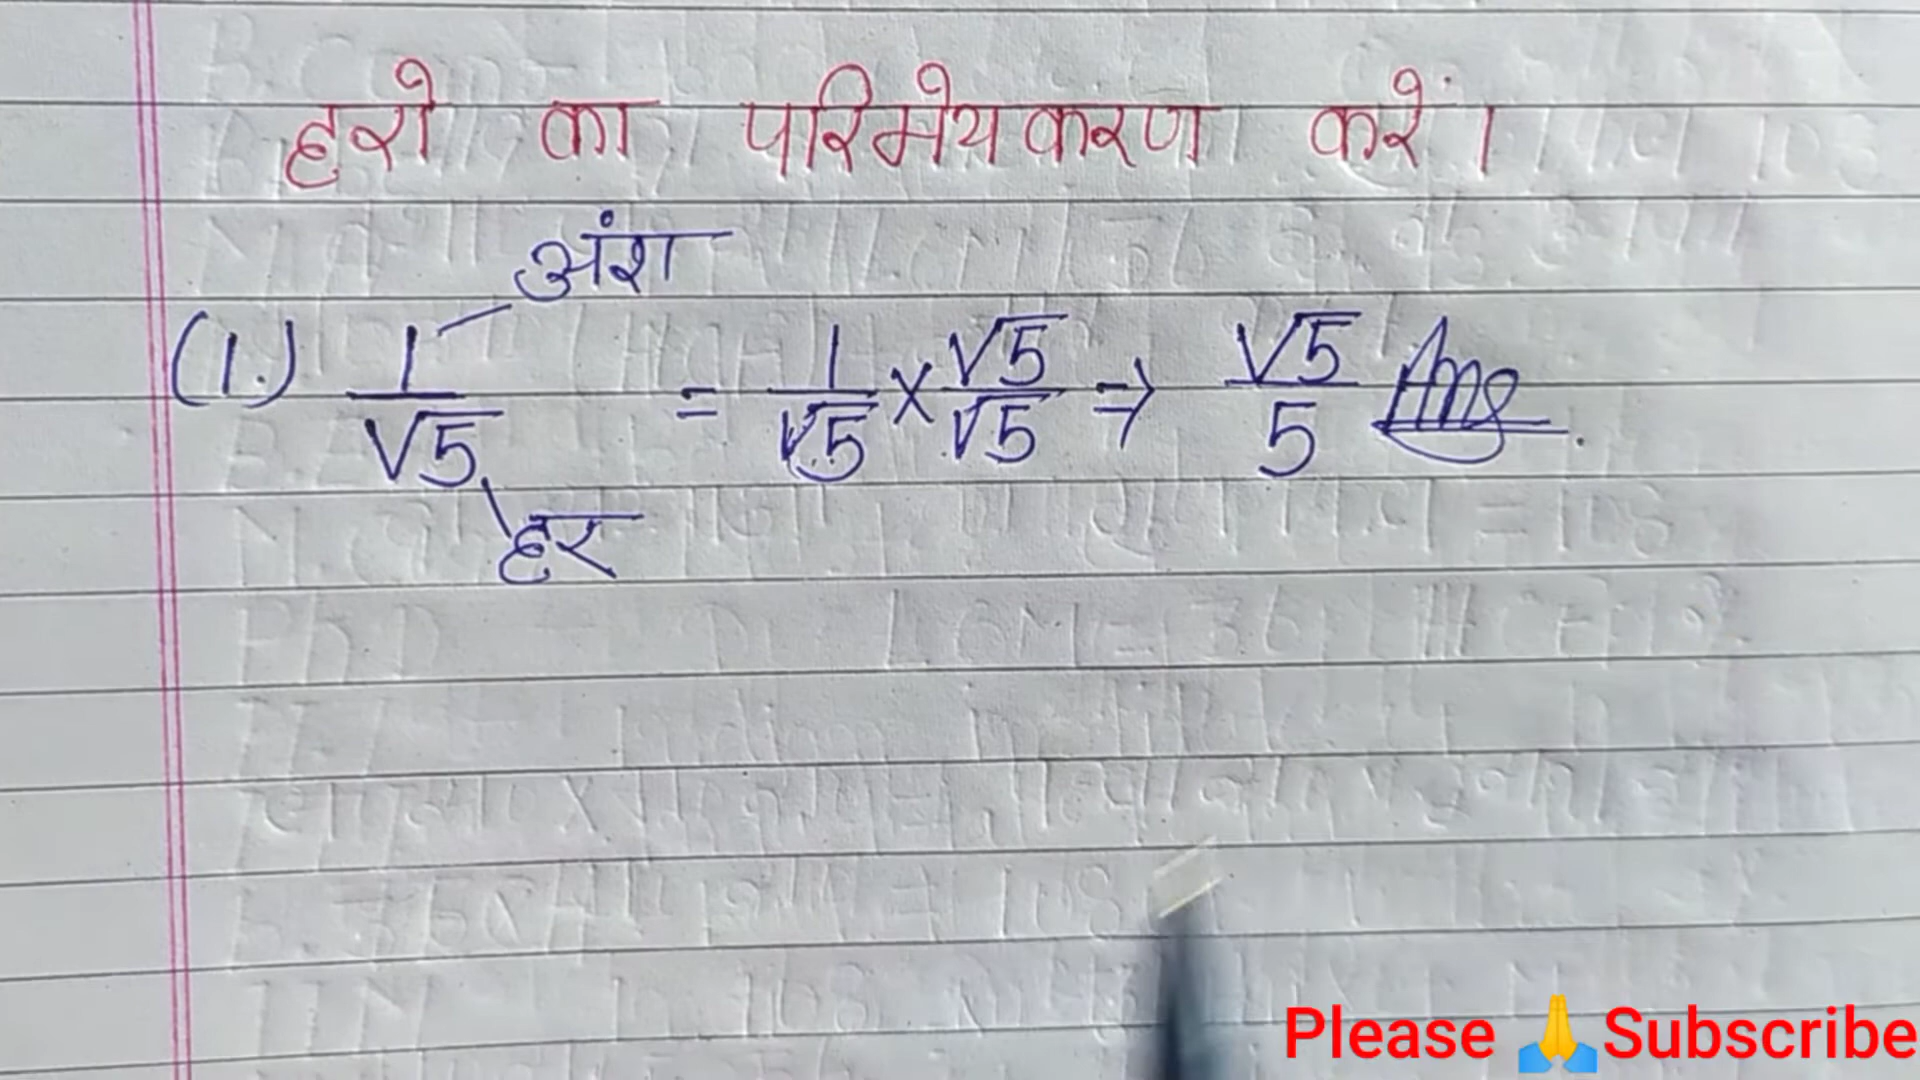 हरो का परिमेयकरण करें।
अंश
(1.) 1/√5 = 1/√5 × √5/√5 ⇒ √5/5 Ans.
हर
Please 🙏 Subscribe